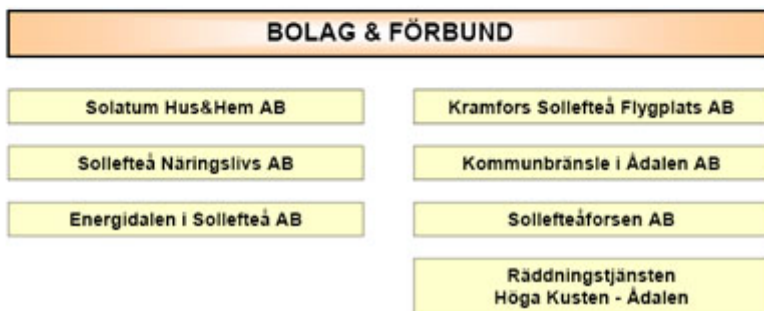 BOLAG & FÖRBUND
Solatum Hus&Hem AB
Kramfors Sollefteå Flygplats AB
Sollefteå Näringslivs AB
Kommunbränsle i Ådalen AB
Energidalen i Sollefteå AB
Sollefteåforsen AB
Räddningstjänsten
Höga Kusten - Ådalen